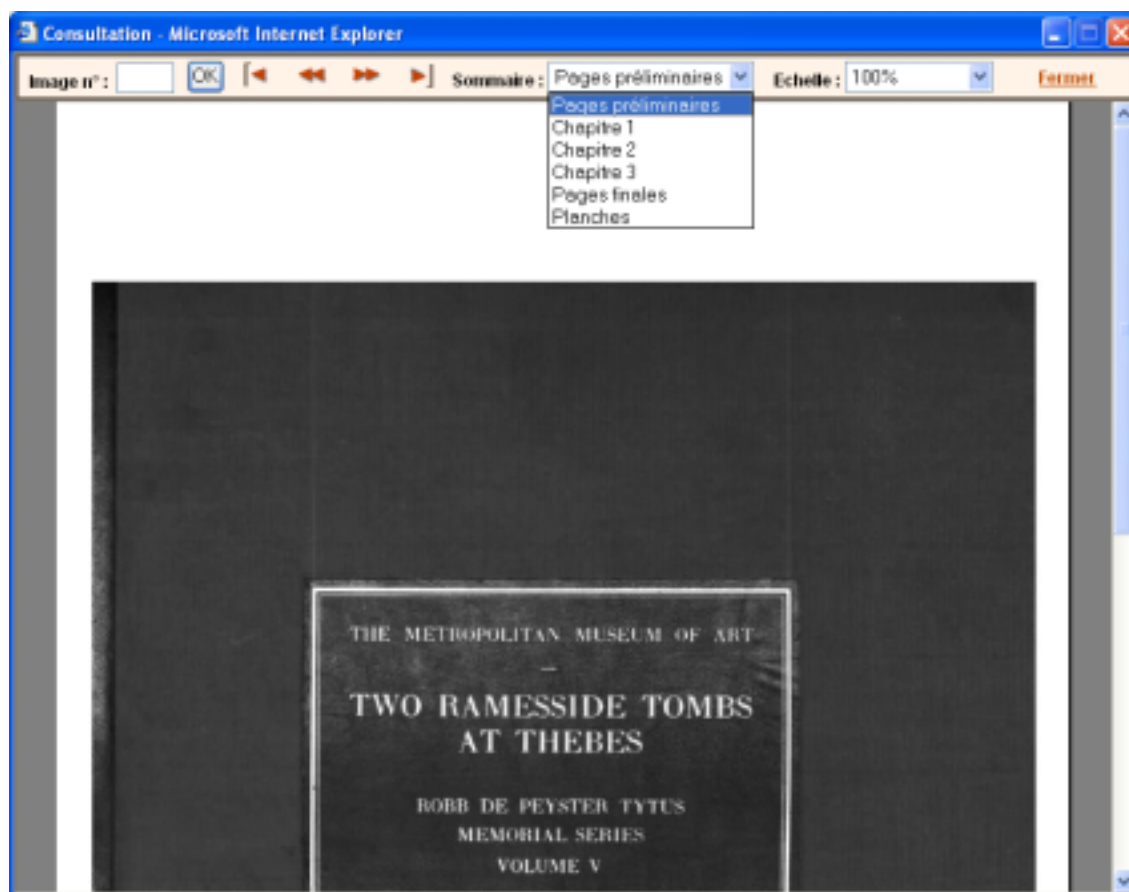 Consultation - Microsoft Internet Explorer
Image n° : OK Sommaire : Pages préliminaires Echelle : 100% Fermer
Pages préliminaires
Chapitre 1
Chapitre 2
Chapitre 3
Pages finales
Planches
THE METROPOLITAN MUSEUM OF ART
TWO RAMESSIDE TOMBS
AT THEBES
ROBB DE PEYSTER TYTUS
MEMORIAL SERIES
VOLUME V